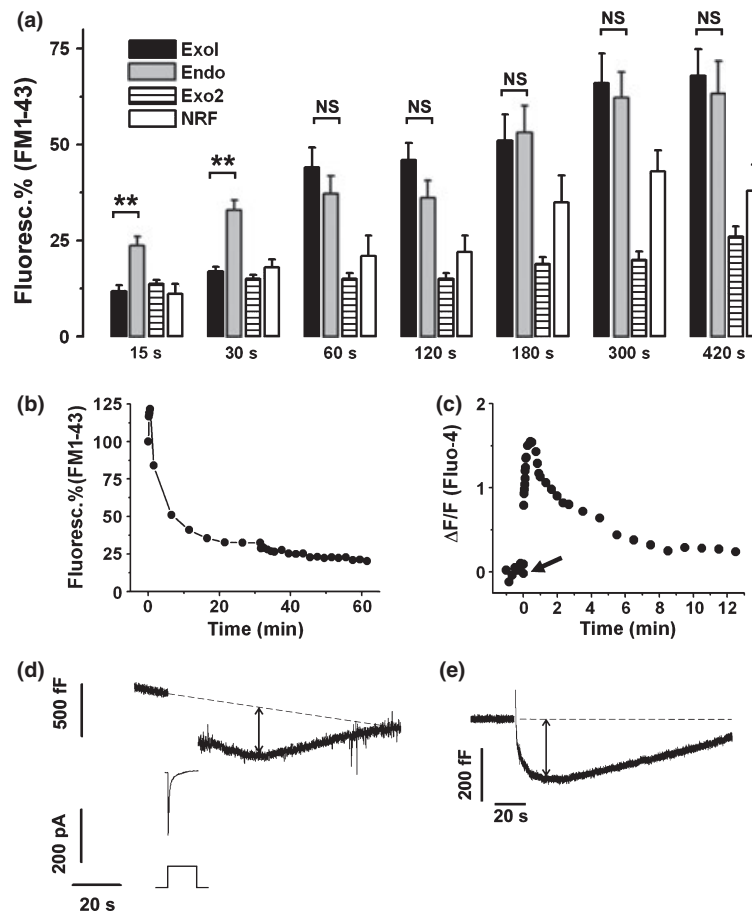 (a)
Fluoresc.% (FM1-43)
75
50
25
0
ExoI
Endo
Exo2
NRF
**
**
NS
NS
NS
NS
NS
15 s
30 s
60 s
120 s
180 s
300 s
420 s
(b)
Fluoresc.%(FM1-43)
125
100
75
50
25
0
0
20
40
60
Time (min)
(c)
ΔF/F (Fluo-4)
2
1
0
0
2
4
6
8
10
12
Time (min)
(d)
500 fF
200 pA
20 s
(e)
200 fF
20 s